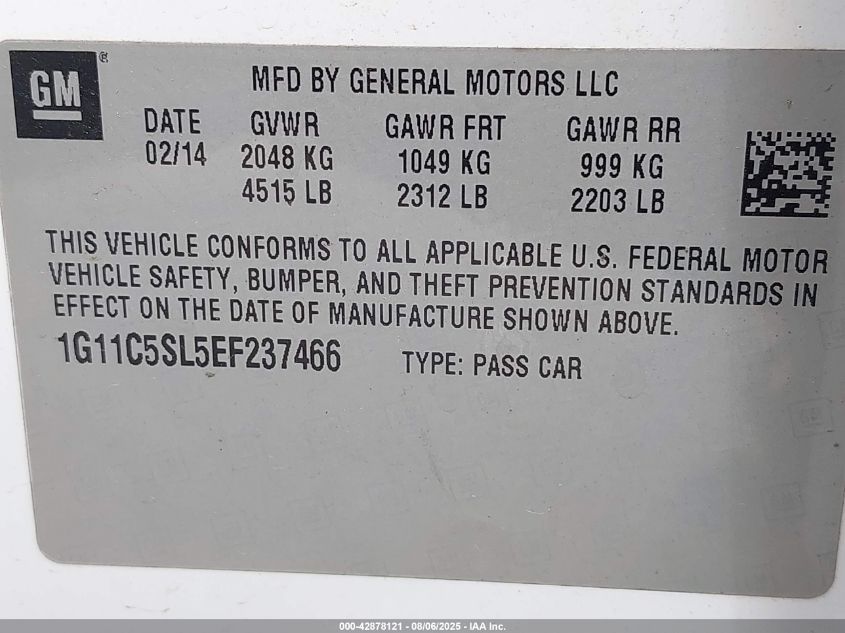 GM ®
MFD BY GENERAL MOTORS LLC
DATE GVWR GAWR FRT GAWR RR
02/14 2048 KG 1049 KG 999 KG
4515 LB 2312 LB 2203 LB
THIS VEHICLE CONFORMS TO ALL APPLICABLE U.S. FEDERAL MOTOR
VEHICLE SAFETY, BUMPER, AND THEFT PREVENTION STANDARDS IN
EFFECT ON THE DATE OF MANUFACTURE SHOWN ABOVE.
1G11C5SL5EF237466 TYPE: PASS CAR
000-42878121 - 08/06/2025 - IAA Inc.